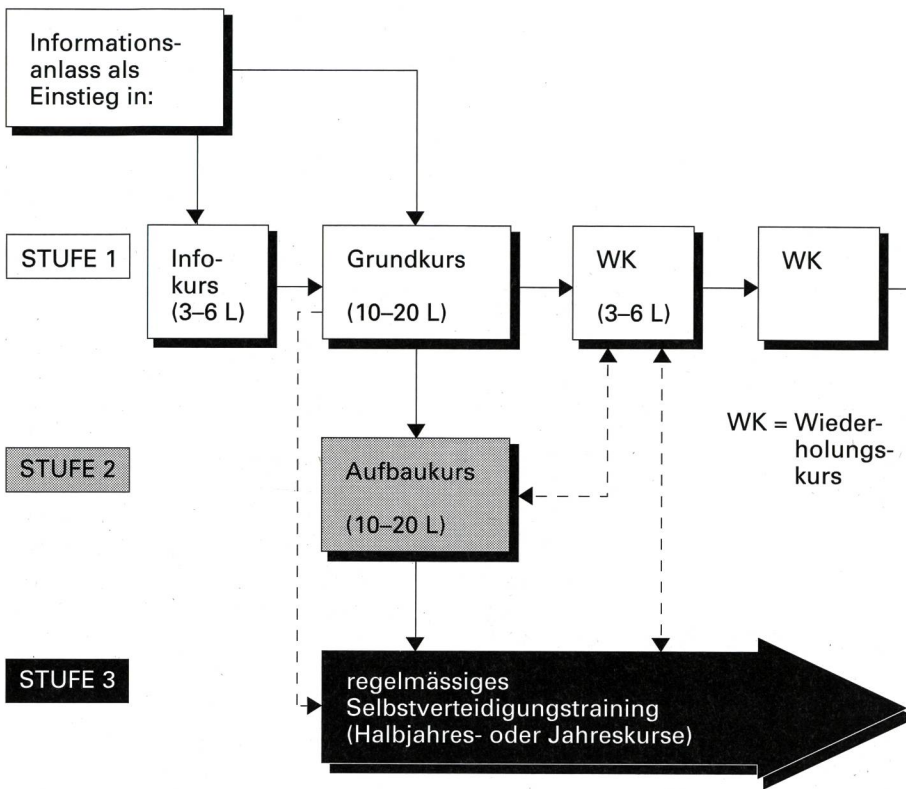 Informations-
anlass als
Einstieg in:
STUFE 1
Info-
kurs
(3–6 L)
Grundkurs
(10–20 L)
WK
(3–6 L)
WK
WK = Wieder-
holungs-
kurs
STUFE 2
Aufbaukurs
(10–20 L)
STUFE 3
regelmässiges
Selbstverteidigungstraining
(Halbjahres- oder Jahreskurse)